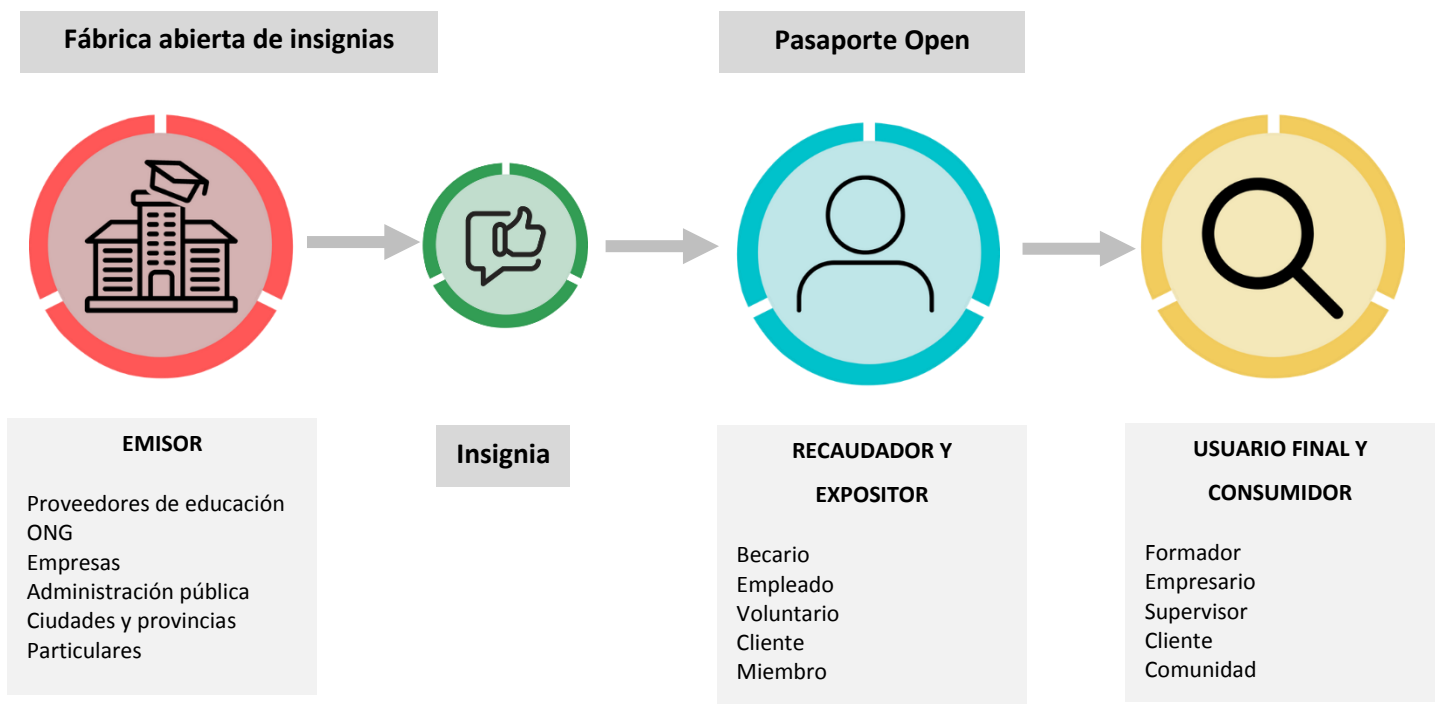 Fábrica abierta de insignias
Pasaporte Open
EMISOR
Proveedores de educación
ONG
Empresas
Administración pública
Ciudades y provincias
Particulares
Insignia
RECAUDADOR Y
EXPOSITOR
Becario
Empleado
Voluntario
Cliente
Miembro
USUARIO FINAL Y
CONSUMIDOR
Formador
Empresario
Supervisor
Cliente
Comunidad